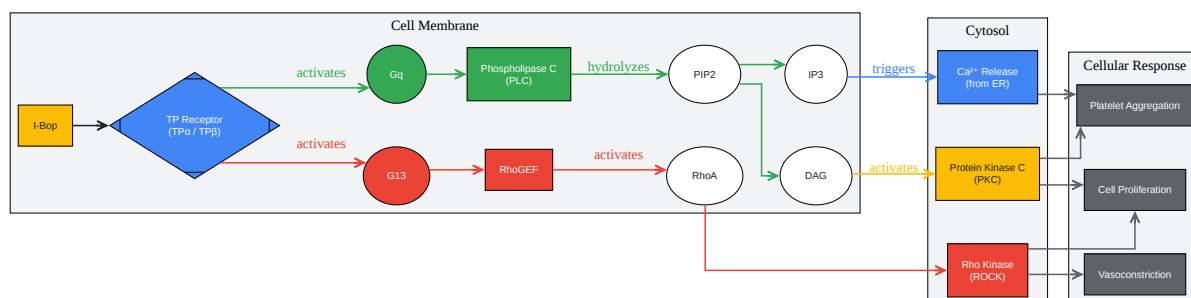 Cell Membrane
Cytosol
Cellular Response
I-Bop
TP Receptor
(TPα / TPβ)
activates
Gq
Phospholipase C
(PLC)
hydrolyzes
PIP2
IP3
triggers
Ca²⁺ Release
(from ER)
Platelet Aggregation
activates
G13
RhoGEF
activates
RhoA
DAG
activates
Protein Kinase C
(PKC)
Cell Proliferation
Rho Kinase
(ROCK)
Vasoconstriction